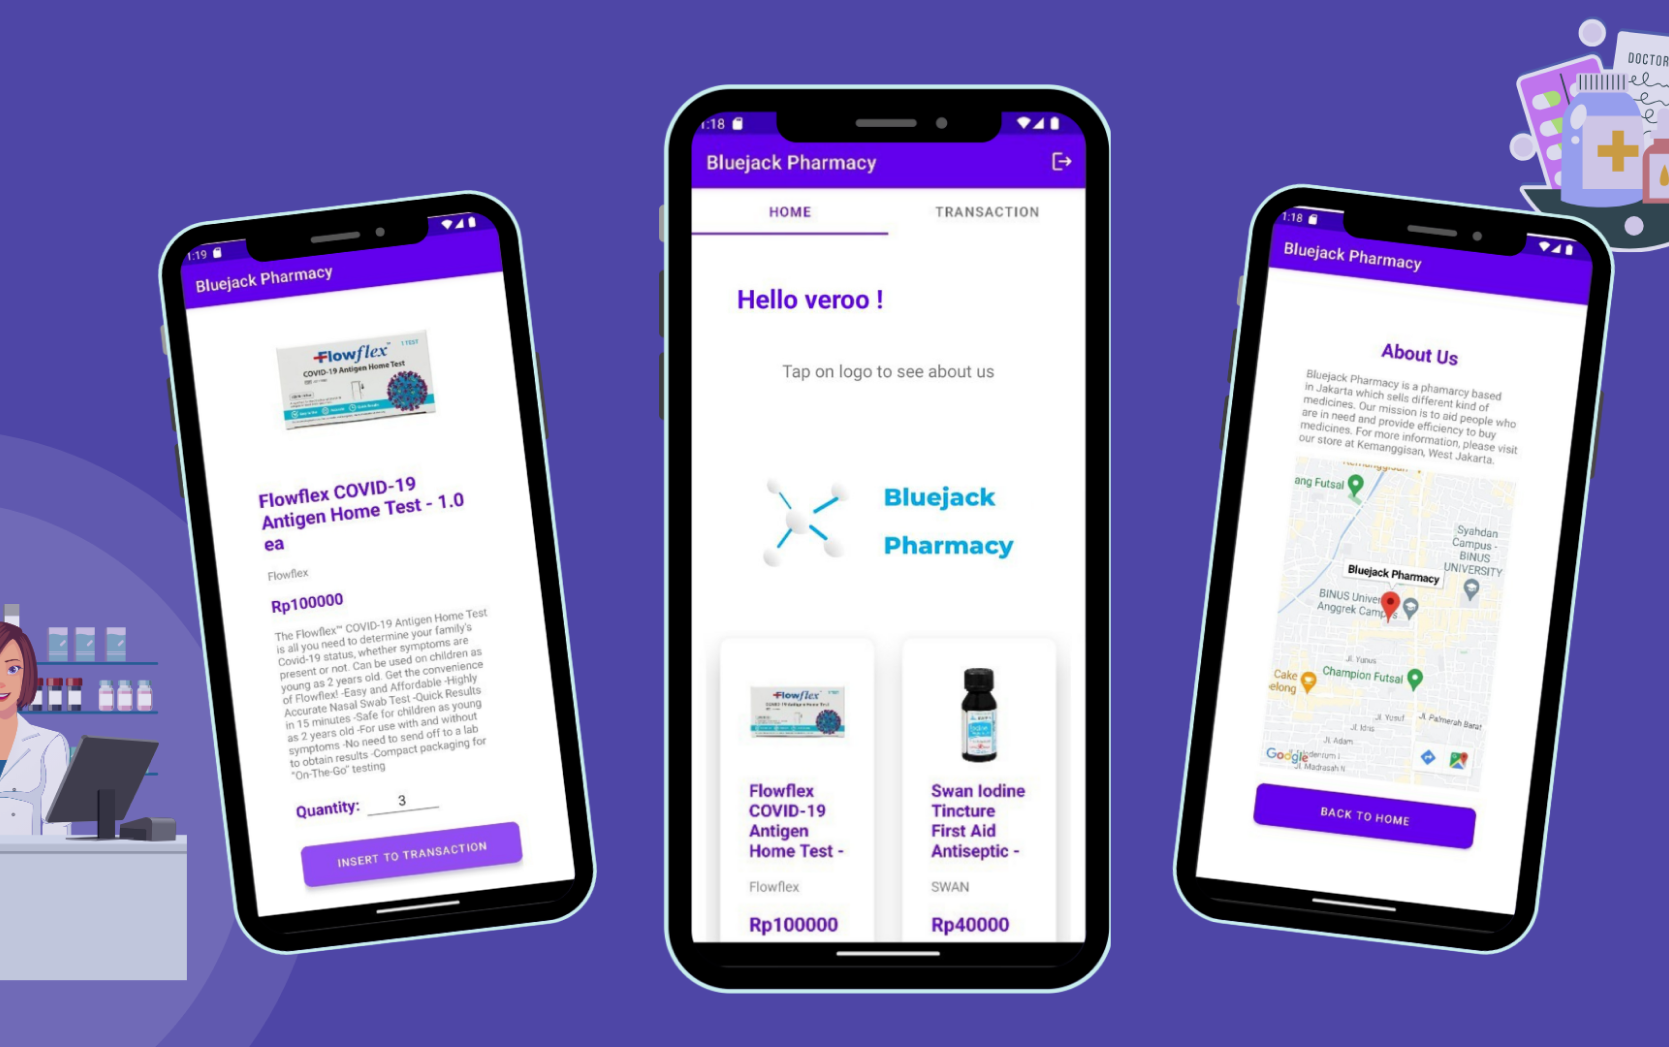 1:19
Bluejack Pharmacy
Flowflex
1 TEST
COVID-19 Antigen Home Test
Flowflex COVID-19
Antigen Home Test - 1.0
ea
Flowflex
Rp100000
The Flowflex™ COVID-19 Antigen Home Test
is all you need to determine your family's
Covid-19 status, whether symptoms are
present or not. Can be used on children as
young as 2 years old. Get the convenience
of Flowflex! -Easy and Affordable -Highly
Accurate Nasal Swab Test -Quick Results
in 15 minutes -Safe for children as young
as 2 years old -For use with and without
symptoms -No need to send off to a lab
to obtain results -Compact packaging for
"On-The-Go" testing
Quantity: 3
INSERT TO TRANSACTION
1:18
Bluejack Pharmacy
HOME
TRANSACTION
Hello veroo !
Tap on logo to see about us
Bluejack
Pharmacy
Flowflex
COVID-19 Antigen Home Test
Flowflex
COVID-19
Antigen
Home Test -
Flowflex
Rp100000
Swan Iodine
Tincture
First Aid
Antiseptic -
SWAN
Rp40000
1:18
Bluejack Pharmacy
About Us
Bluejack Pharmacy is a phamarcy based
in Jakarta which sells different kind of
medicines. Our mission is to aid people who
are in need and provide efficiency to buy
medicines. For more information, please visit
our store at Kemanggisan, West Jakarta.
ang Futsal
Syahdan
Campus -
BINUS
UNIVERSITY
Bluejack Pharmacy
BINUS Univer
Anggrek Camp s
Jl. Yunus
Cake
elong
Champion Futsal
Jl. Yusuf
Jl. Palmerah Barat
Jl. Idris
Jl. Adam
Google
Jl. Madrasah N
BACK TO HOME
DOCTOR